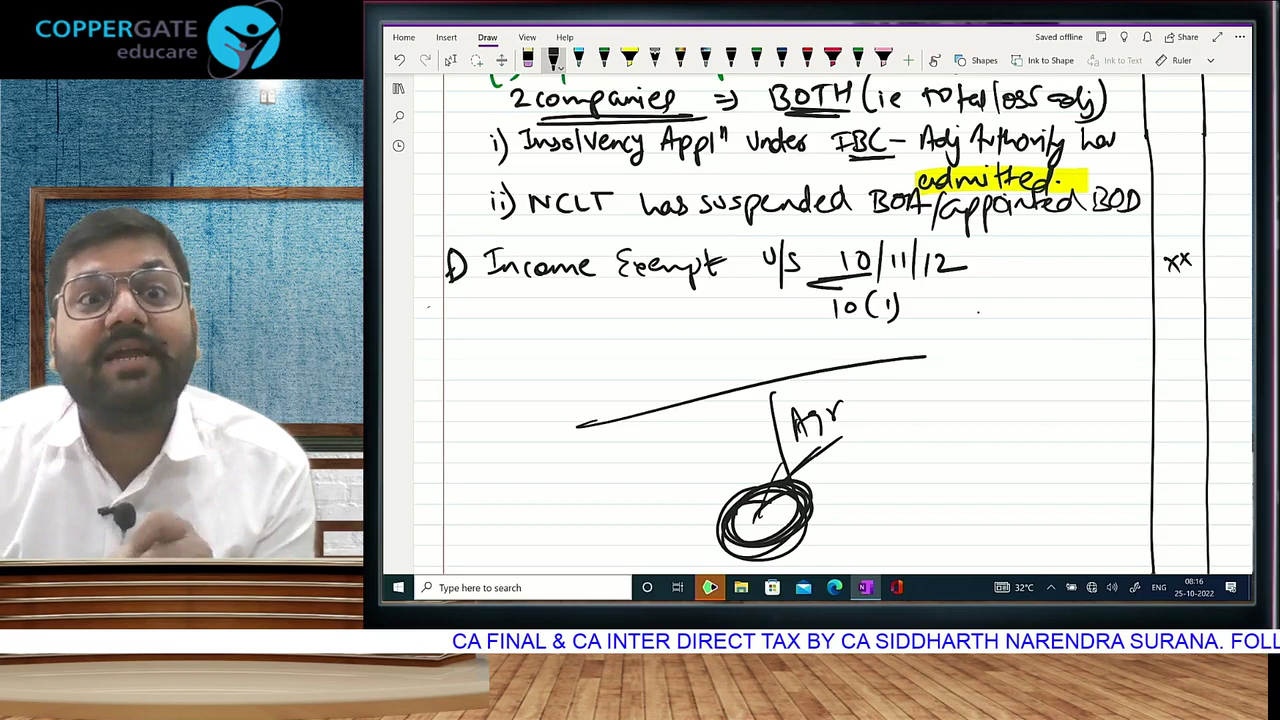 COPPERGATE
educare
Home Insert Draw View Help
Saved offline
Share
Shapes Ink to Shape Ink to Text Ruler
2 companies ⇒ BOTH (ie total loss adj)
i) Insolvency Applⁿ under IBC - Adj Authority has
admitted.
ii) NCLT has suspended BOA/appointed BOD
D) Income Exempt u/s 10/11/12 xx
10(1)
Agr
Type here to search
32°C
ENG
08:16
25-10-2022
CA FINAL & CA INTER DIRECT TAX BY CA SIDDHARTH NARENDRA SURANA. FOLL